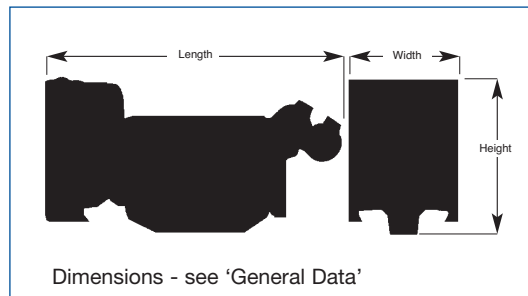 Length
Width
Height
Dimensions - see ‘General Data’